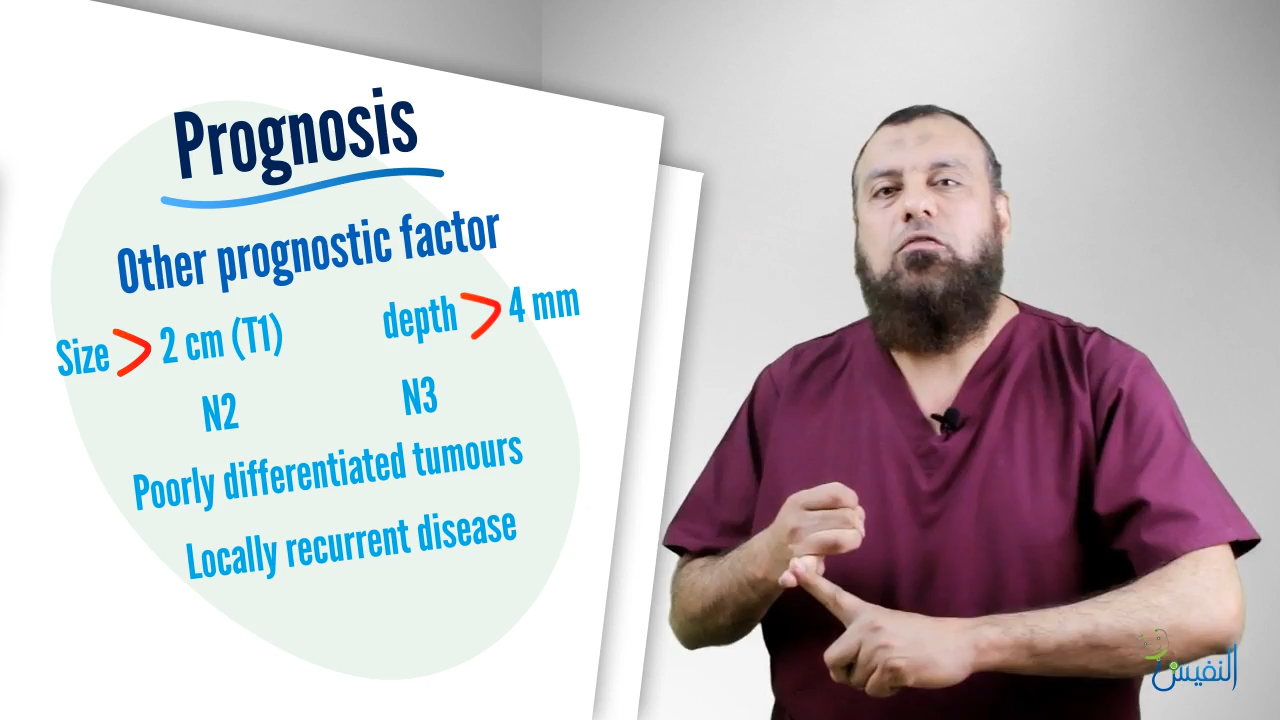 Prognosis
Other prognostic factor
Size > 2 cm (T1) depth > 4 mm
N2 N3
Poorly differentiated tumours
Locally recurrent disease
النفيس